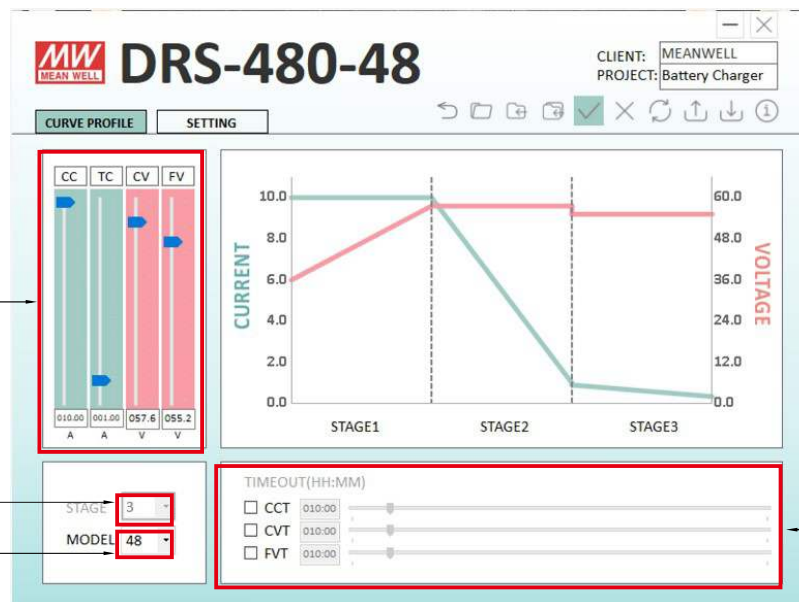 MW
MEAN WELL
DRS-480-48
CLIENT: MEANWELL
PROJECT: Battery Charger
CURVE PROFILE
SETTING
CC TC CV FV
010.00 001.00 057.6 055.2
A A V V
CURRENT
10.0
8.0
6.0
4.0
2.0
0.0
STAGE1 STAGE2 STAGE3
60.0
48.0
36.0
24.0
12.0
0.0
VOLTAGE
STAGE 3
MODEL 48
TIMEOUT(HH:MM)
CCT 010:00
CVT 010:00
FVT 010:00